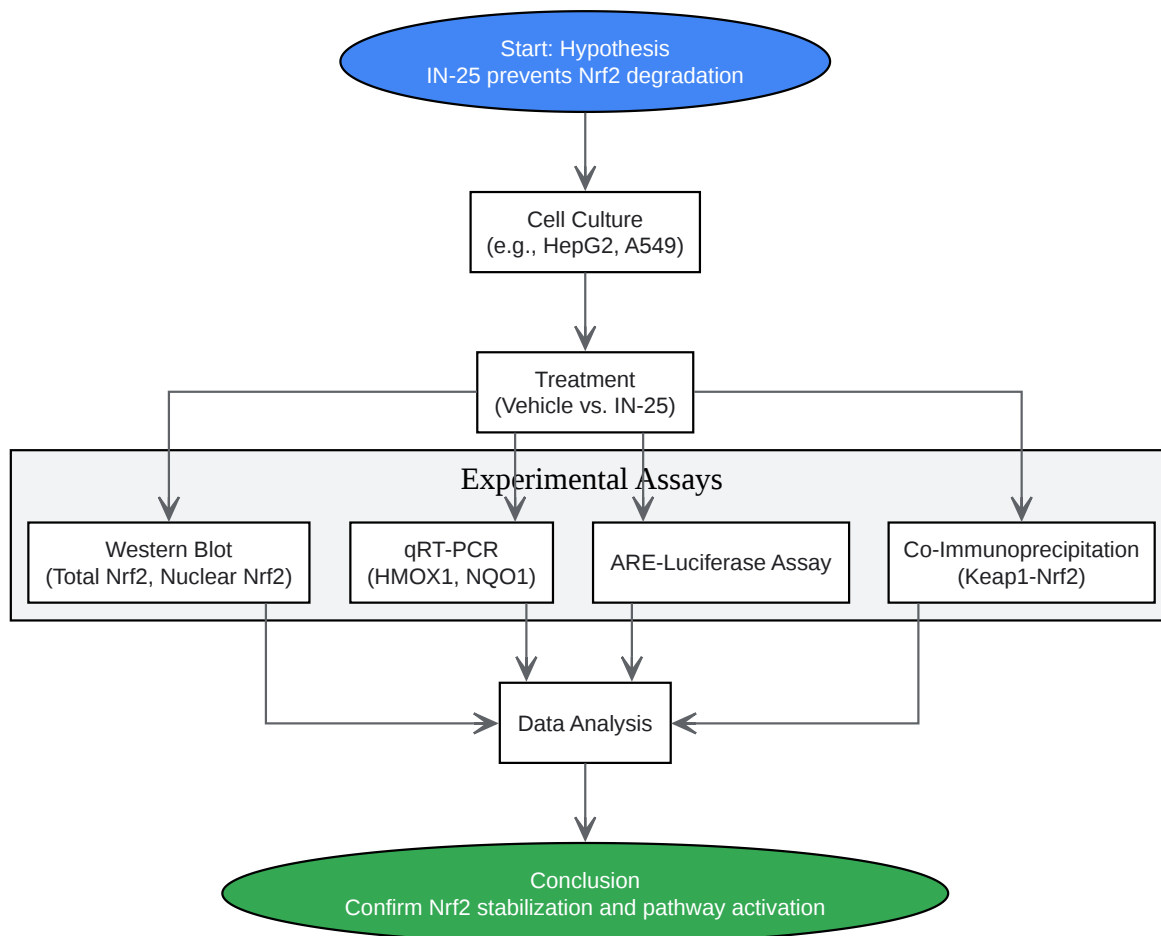 Start: Hypothesis
IN-25 prevents Nrf2 degradation
Cell Culture
(e.g., HepG2, A549)
Treatment
(Vehicle vs. IN-25)
Experimental Assays
Western Blot
(Total Nrf2, Nuclear Nrf2)
qRT-PCR
(HMOX1, NQO1)
ARE-Luciferase Assay
Co-Immunoprecipitation
(Keap1-Nrf2)
Data Analysis
Conclusion
Confirm Nrf2 stabilization and pathway activation